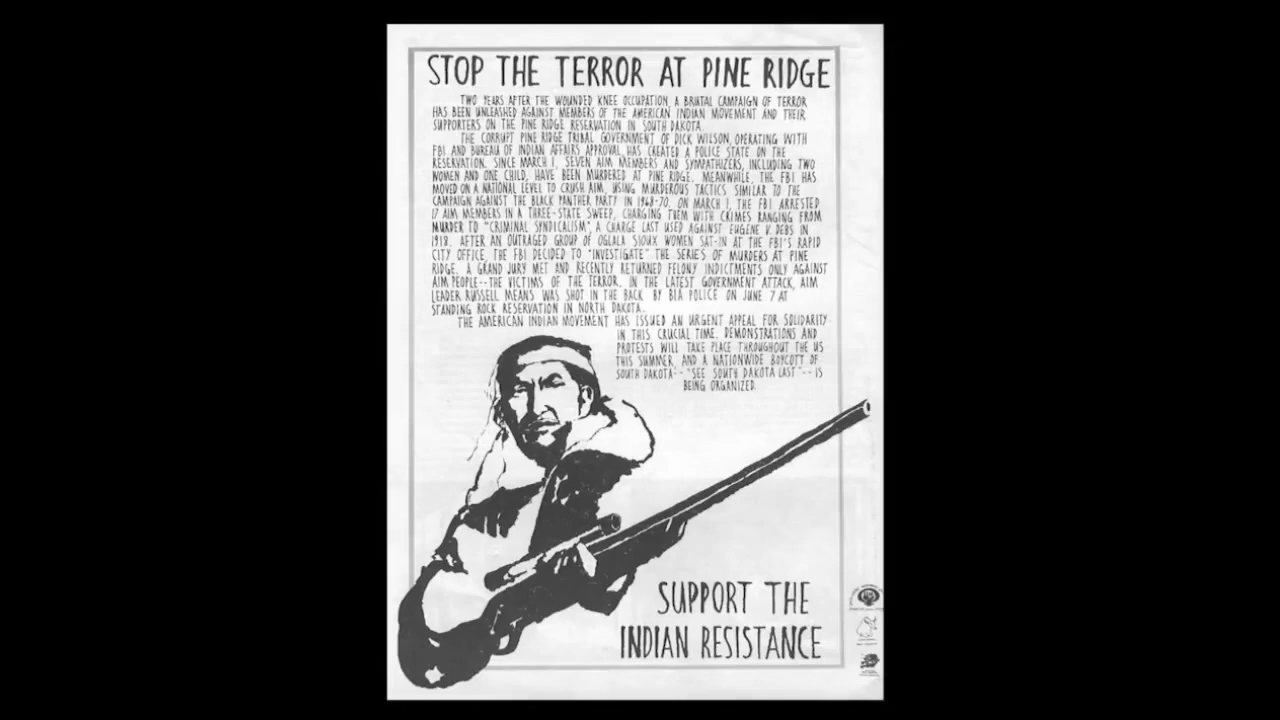 STOP THE TERROR AT PINE RIDGE
TWO YEARS AFTER THE WOUNDED KNEE OCCUPATION, A BRUTAL CAMPAIGN OF TERROR
HAS BEEN UNLEASHED AGAINST MEMBERS OF THE AMERICAN INDIAN MOVEMENT AND THEIR
SUPPORTERS ON THE PINE RIDGE RESERVATION IN SOUTH DAKOTA.
THE CORRUPT PINE RIDGE TRIBAL GOVERNMENT OF DICK WILSON, OPERATING WITH
FBI AND BUREAU OF INDIAN AFFAIRS APPROVAL, HAS CREATED A POLICE STATE ON THE
RESERVATION. SINCE MARCH 1, SEVEN AIM MEMBERS AND SYMPATHIZERS, INCLUDING TWO
WOMEN AND ONE CHILD, HAVE BEEN MURDERED AT PINE RIDGE. MEANWHILE, THE FBI HAS
MOVED ON A NATIONAL LEVEL TO CRUSH AIM, USING MURDEROUS TACTICS SIMILAR TO THE
CAMPAIGN AGAINST THE BLACK PANTHER PARTY IN 1968-70. ON MARCH 1, THE FBI ARRESTED
17 AIM MEMBERS IN A THREE-STATE SWEEP, CHARGING THEM WITH CRIMES RANGING FROM
MURDER TO "CRIMINAL SYNDICALISM", A CHARGE LAST USED AGAINST EUGENE V. DEBS IN
1918. AFTER AN OUTRAGED GROUP OF OGLALA SIOUX WOMEN SAT-IN AT THE FBI'S RAPID
CITY OFFICE, THE FBI DECIDED TO "INVESTIGATE" THE SERIES OF MURDERS AT PINE
RIDGE. A GRAND JURY MET AND RECENTLY RETURNED FELONY INDICTMENTS ONLY AGAINST
AIM PEOPLE--THE VICTIMS OF THE TERROR. IN THE LATEST GOVERNMENT ATTACK, AIM
LEADER RUSSELL MEANS WAS SHOT IN THE BACK BY BIA POLICE ON JUNE 7 AT
STANDING ROCK RESERVATION IN NORTH DAKOTA.
THE AMERICAN INDIAN MOVEMENT HAS ISSUED AN URGENT APPEAL FOR SOLIDARITY
IN THIS CRUCIAL TIME. DEMONSTRATIONS AND
PROTESTS WILL TAKE PLACE THROUGHOUT THE US
THIS SUMMER, AND A NATIONWIDE BOYCOTT OF
SOUTH DAKOTA--"SEE SOUTH DAKOTA LAST"--IS
BEING ORGANIZED.
SUPPORT THE
INDIAN RESISTANCE